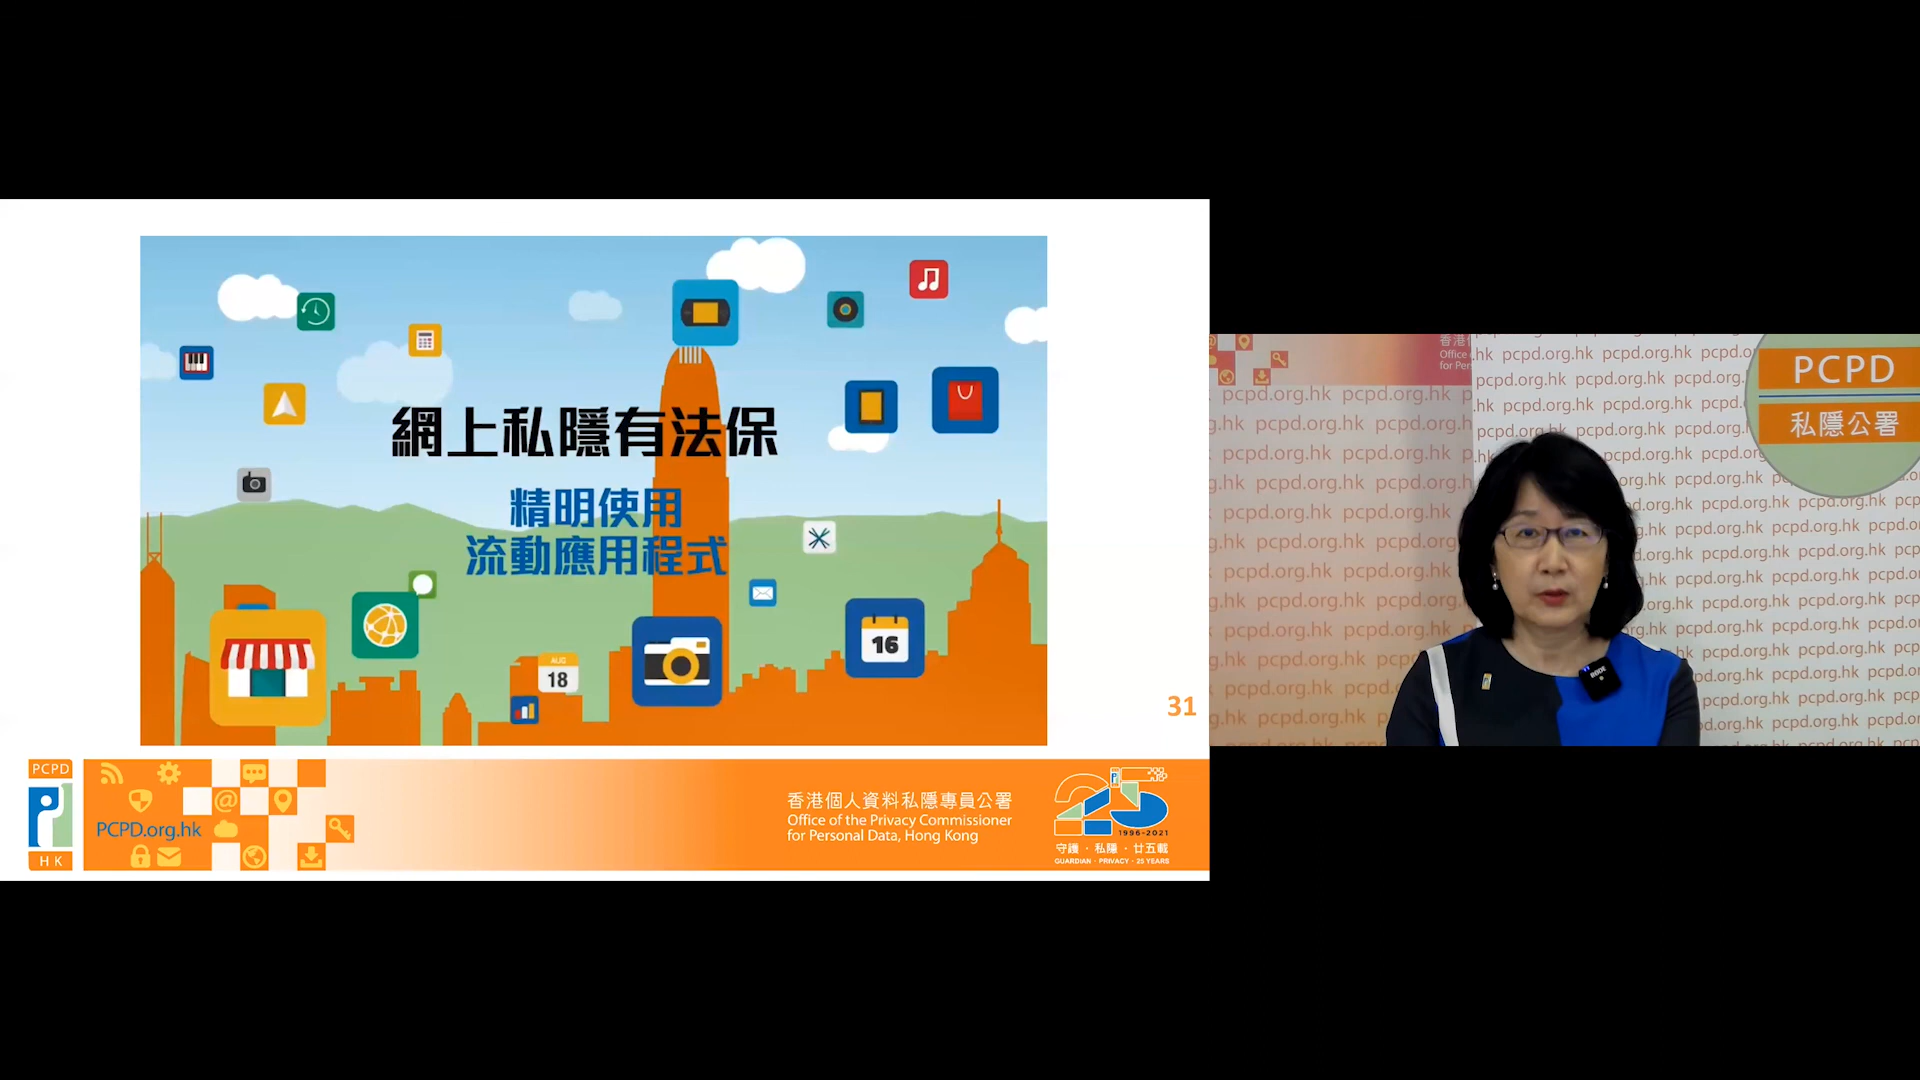 網上私隱有法保
精明使用
流動應用程式
AUG
18
16
31
PCPD
HK
PCPD.org.hk
香港個人資料私隱專員公署
Office of the Privacy Commissioner
for Personal Data, Hong Kong
25
1996-2021
守護·私隱·廿五載
GUARDIAN · PRIVACY · 25 YEARS
PCPD
私隱公署
pcpd.org.hk
RODE